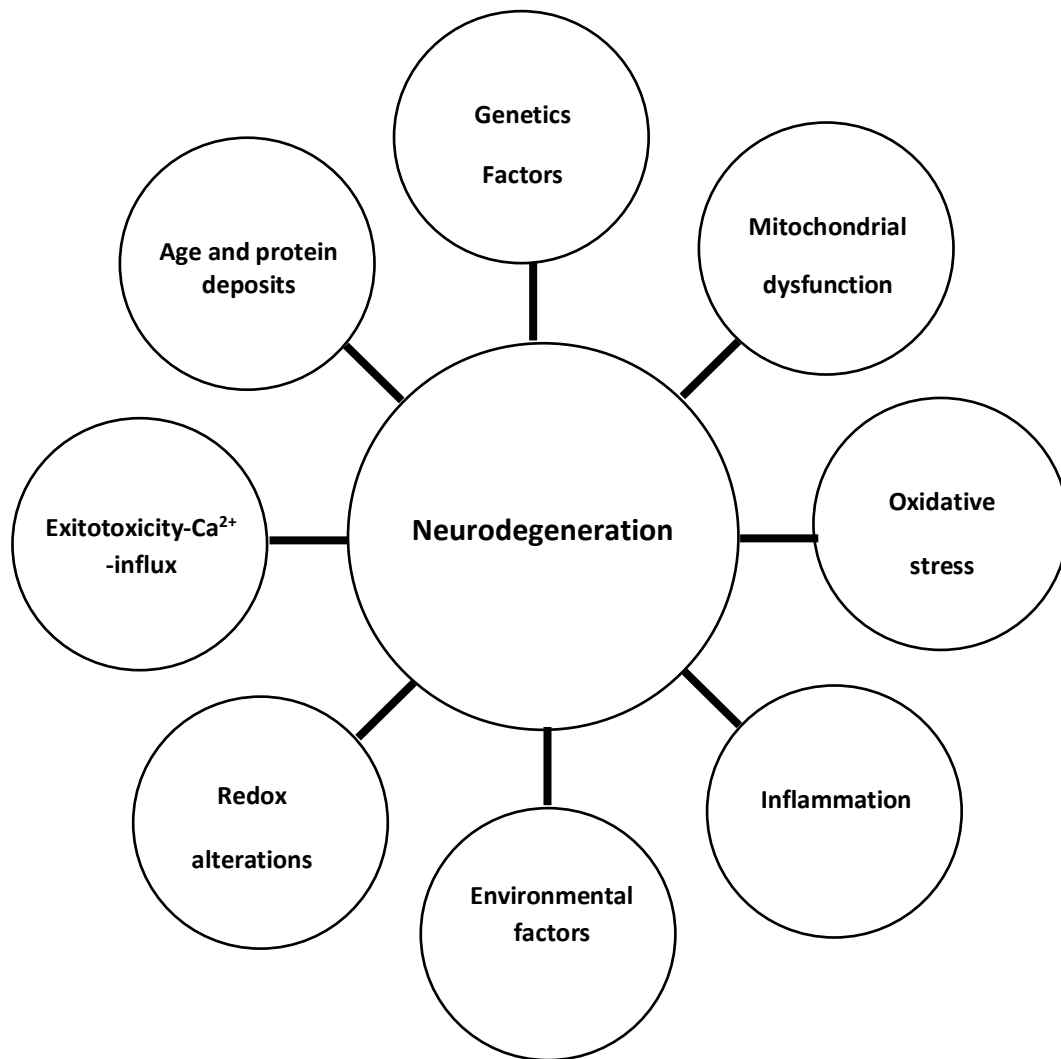 Genetics
Factors
Mitochondrial
dysfunction
Age and protein
deposits
Oxidative
stress
Exitotoxicity-Ca²⁺
-influx
Neurodegeneration
Inflammation
Redox
alterations
Environmental
factors